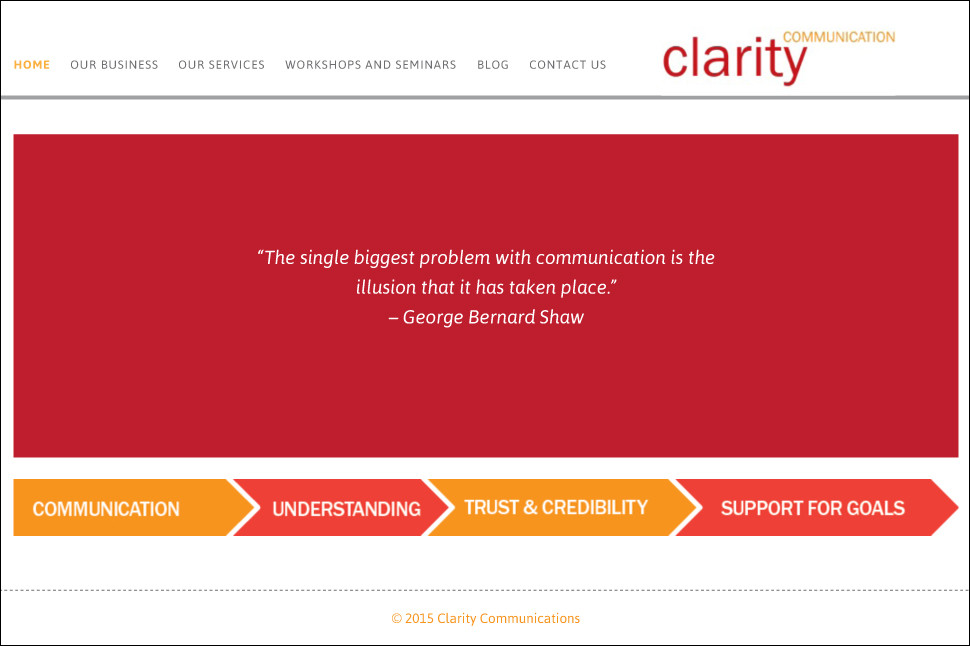 HOME OUR BUSINESS OUR SERVICES WORKSHOPS AND SEMINARS BLOG CONTACT US
clarity COMMUNICATION
“The single biggest problem with communication is the
illusion that it has taken place.”
– George Bernard Shaw
COMMUNICATION UNDERSTANDING TRUST & CREDIBILITY SUPPORT FOR GOALS
© 2015 Clarity Communications